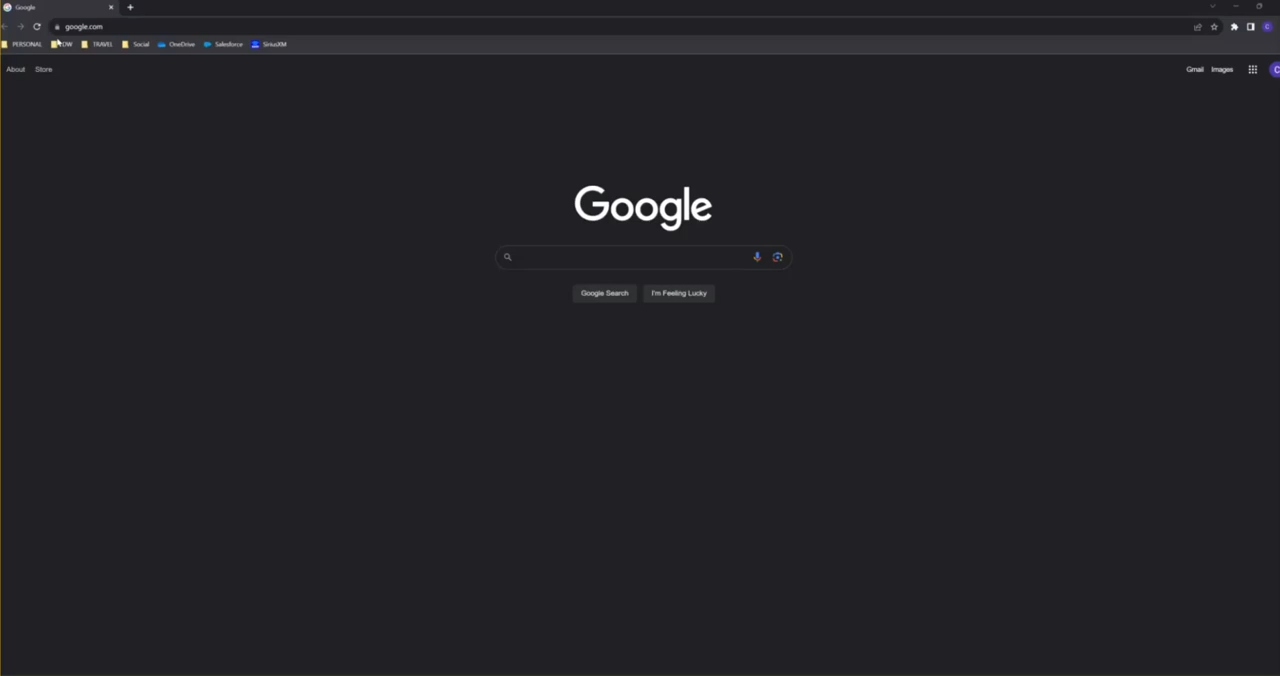 Google
google.com
PERSONAL TRAVEL Social OneDrive Salesforce SiriusXM
About Store Gmail Images
Google
Google Search I'm Feeling Lucky